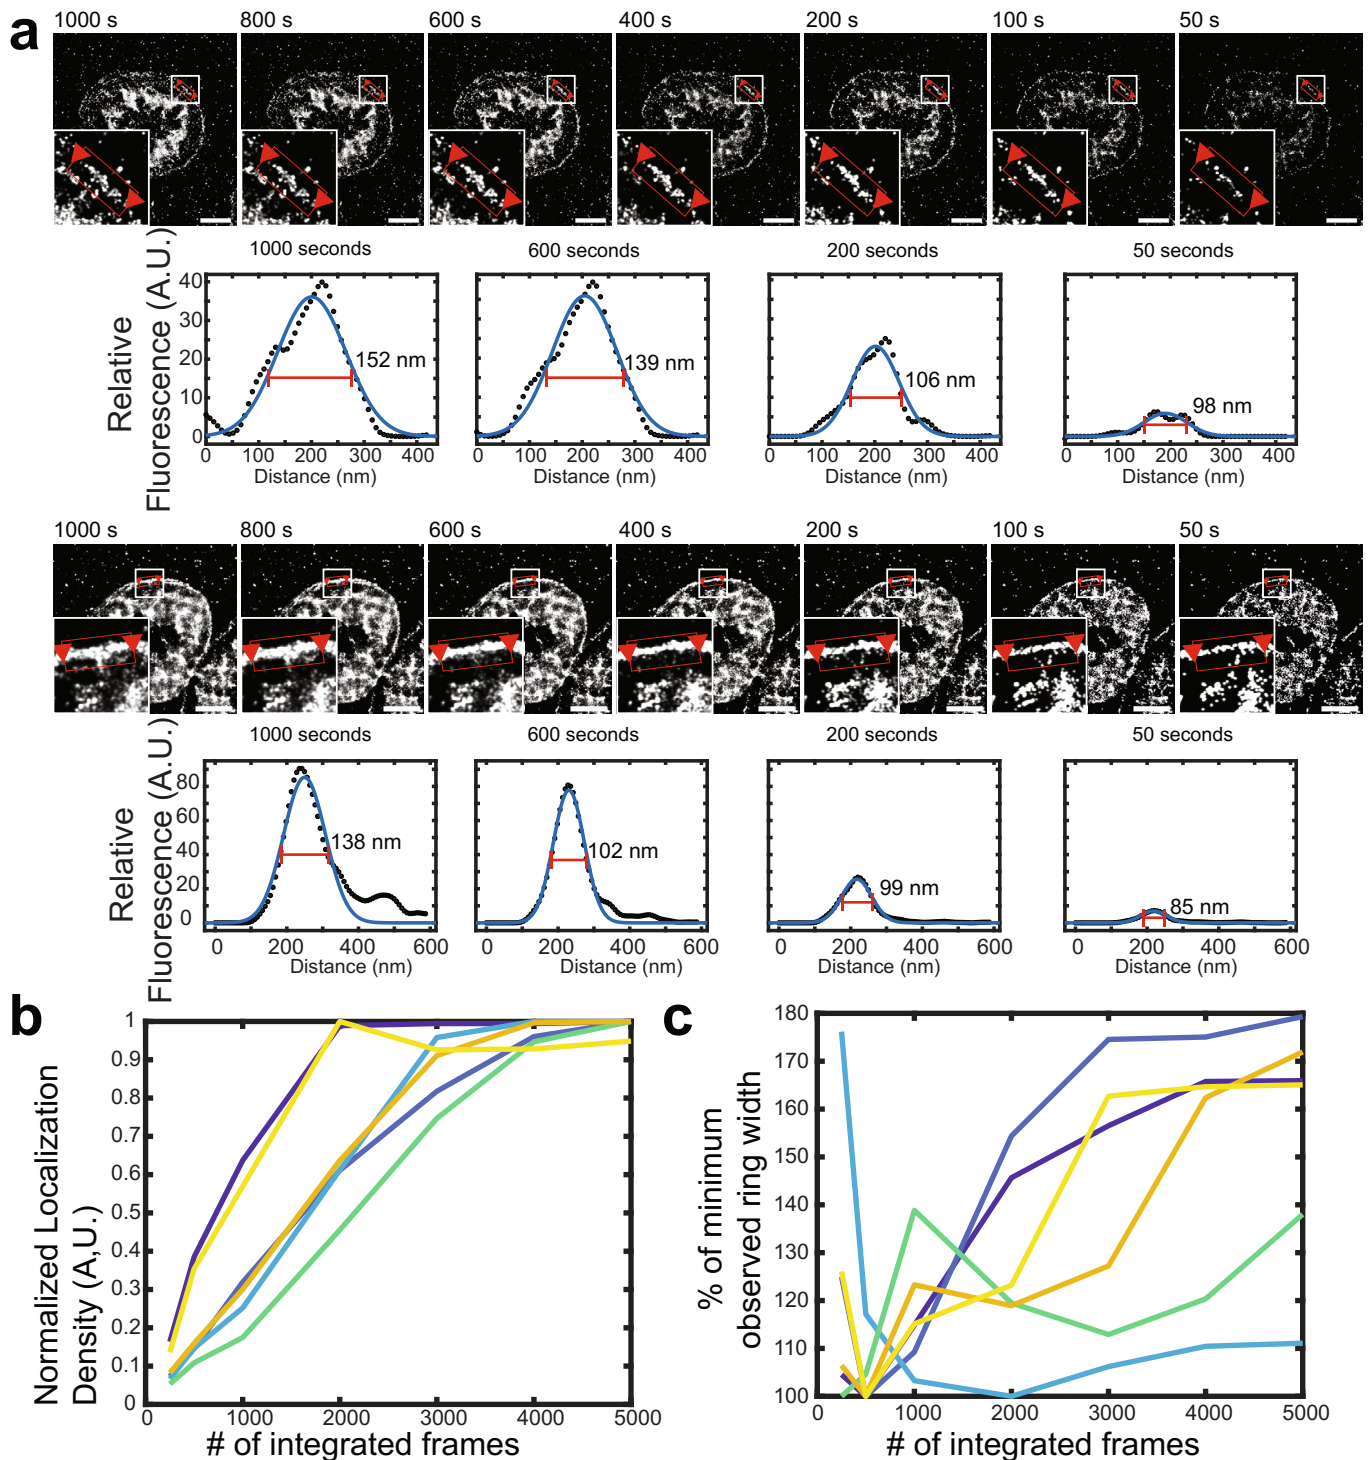 a
1000 s 800 s 600 s 400 s 200 s 100 s 50 s
1000 seconds 600 seconds 200 seconds 50 seconds
Relative
Fluorescence (A.U.)
40
30
20
10
0
152 nm 139 nm 106 nm 98 nm
0 100 200 300 400 0 100 200 300 400 0 100 200 300 400 0 100 200 300 400
Distance (nm) Distance (nm) Distance (nm) Distance (nm)
1000 s 800 s 600 s 400 s 200 s 100 s 50 s
1000 seconds 600 seconds 200 seconds 50 seconds
Relative
Fluorescence (A.U.)
80
60
40
20
0
138 nm 102 nm 99 nm 85 nm
0 200 400 600 0 200 400 600 0 200 400 600 0 200 400 600
Distance (nm) Distance (nm) Distance (nm) Distance (nm)
b
Normalized Localization
Density (A,U.)
1
0.9
0.8
0.7
0.6
0.5
0.4
0.3
0.2
0.1
0
0 1000 2000 3000 4000 5000
# of integrated frames
c
% of minimum
observed ring width
180
170
160
150
140
130
120
110
100
0 1000 2000 3000 4000 5000
# of integrated frames